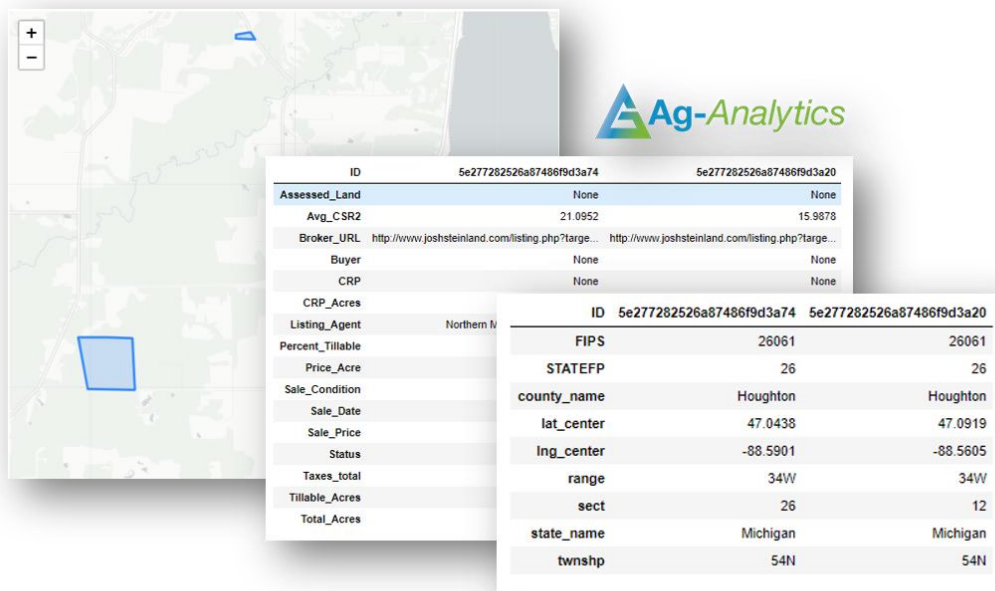 +
−
Ag-Analytics
ID 5e277282526a87486f9d3a74 5e277282526a87486f9d3a20
Assessed_Land None None
Avg_CSR2 21.0952 15.9878
Broker_URL http://www.joshsteinland.com/listing.php?targe... http://www.joshsteinland.com/listing.php?targe...
Buyer None None
CRP None None
CRP_Acres
Listing_Agent Northern M
Percent_Tillable
Price_Acre
Sale_Condition
Sale_Date
Sale_Price
Status
Taxes_total
Tillable_Acres
Total_Acres
ID 5e277282526a87486f9d3a74 5e277282526a87486f9d3a20
FIPS 26061 26061
STATEFP 26 26
county_name Houghton Houghton
lat_center 47.0438 47.0919
lng_center -88.5901 -88.5605
range 34W 34W
sect 26 12
state_name Michigan Michigan
twnshp 54N 54N